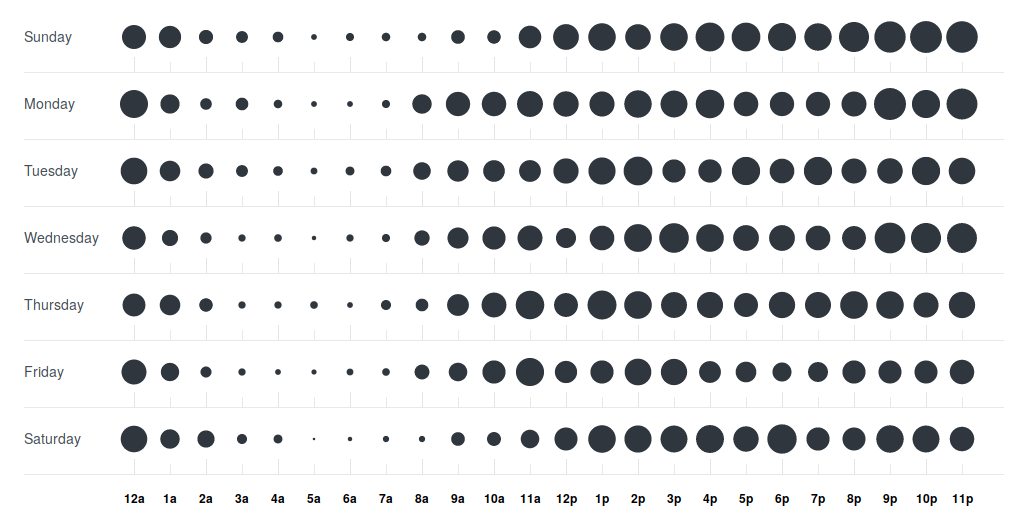 Sunday
Monday
Tuesday
Wednesday
Thursday
Friday
Saturday
12a 1a 2a 3a 4a 5a 6a 7a 8a 9a 10a 11a 12p 1p 2p 3p 4p 5p 6p 7p 8p 9p 10p 11p